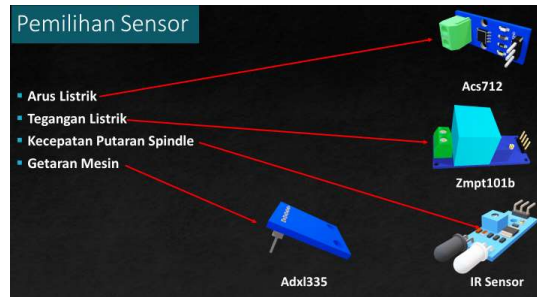 Pemilihan Sensor
Arus Listrik
Tegangan Listrik
Kecepatan Putaran Spindle
Getaran Mesin
Acs712
Zmpt101b
Adxl335
IR Sensor